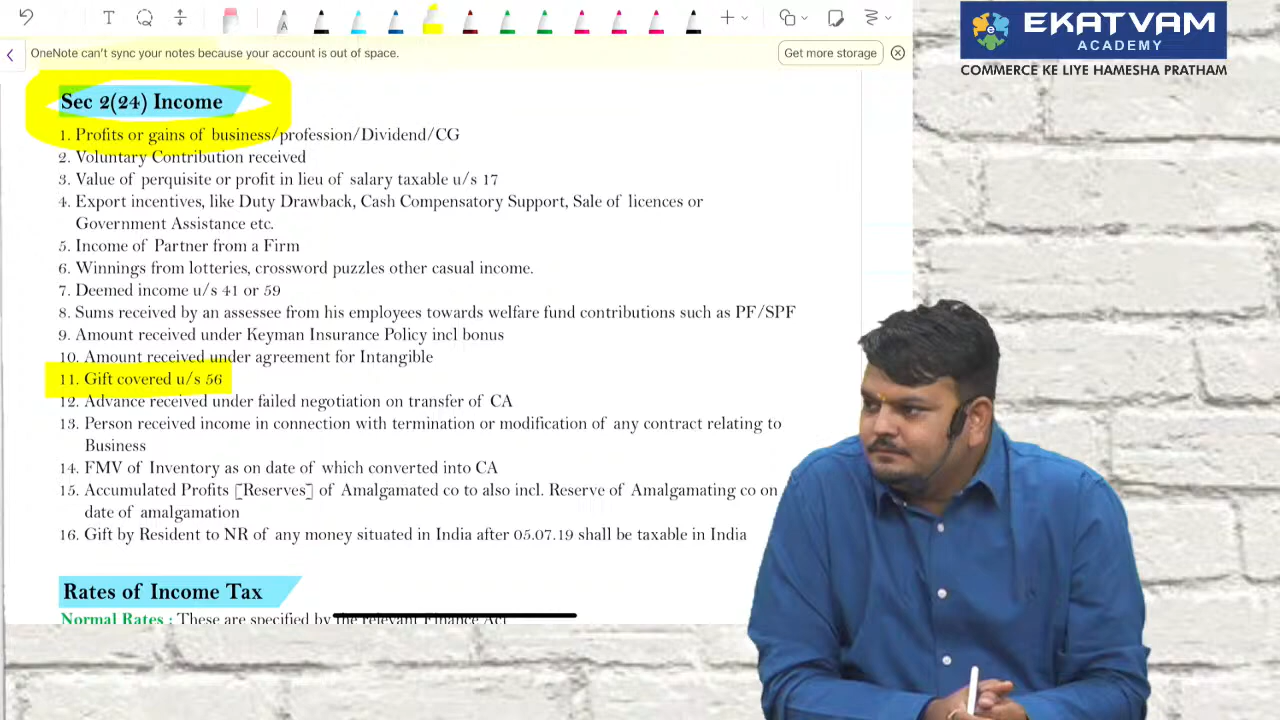 EKATVAM
ACADEMY
COMMERCE KE LIYE HAMESHA PRATHAM
OneNote can't sync your notes because your account is out of space.
Get more storage
Sec 2(24) Income
1. Profits or gains of business/profession/Dividend/CG
2. Voluntary Contribution received
3. Value of perquisite or profit in lieu of salary taxable u/s 17
4. Export incentives, like Duty Drawback, Cash Compensatory Support, Sale of licences or
Government Assistance etc.
5. Income of Partner from a Firm
6. Winnings from lotteries, crossword puzzles other casual income.
7. Deemed income u/s 41 or 59
8. Sums received by an assesee from his employees towards welfare fund contributions such as PF/SPF
9. Amount received under Keyman Insurance Policy incl bonus
10. Amount received under agreement for Intangible
11. Gift covered u/s 56
12. Advance received under failed negotiation on transfer of CA
13. Person received income in connection with termination or modification of any contract relating to
Business
14. FMV of Inventory as on date of which converted into CA
15. Accumulated Profits [Reserves] of Amalgamated co to also incl. Reserve of Amalgamating co on
date of amalgamation
16. Gift by Resident to NR of any money situated in India after 05.07.19 shall be taxable in India
Rates of Income Tax
Normal Rates : These are specified by the relevant Finance Act